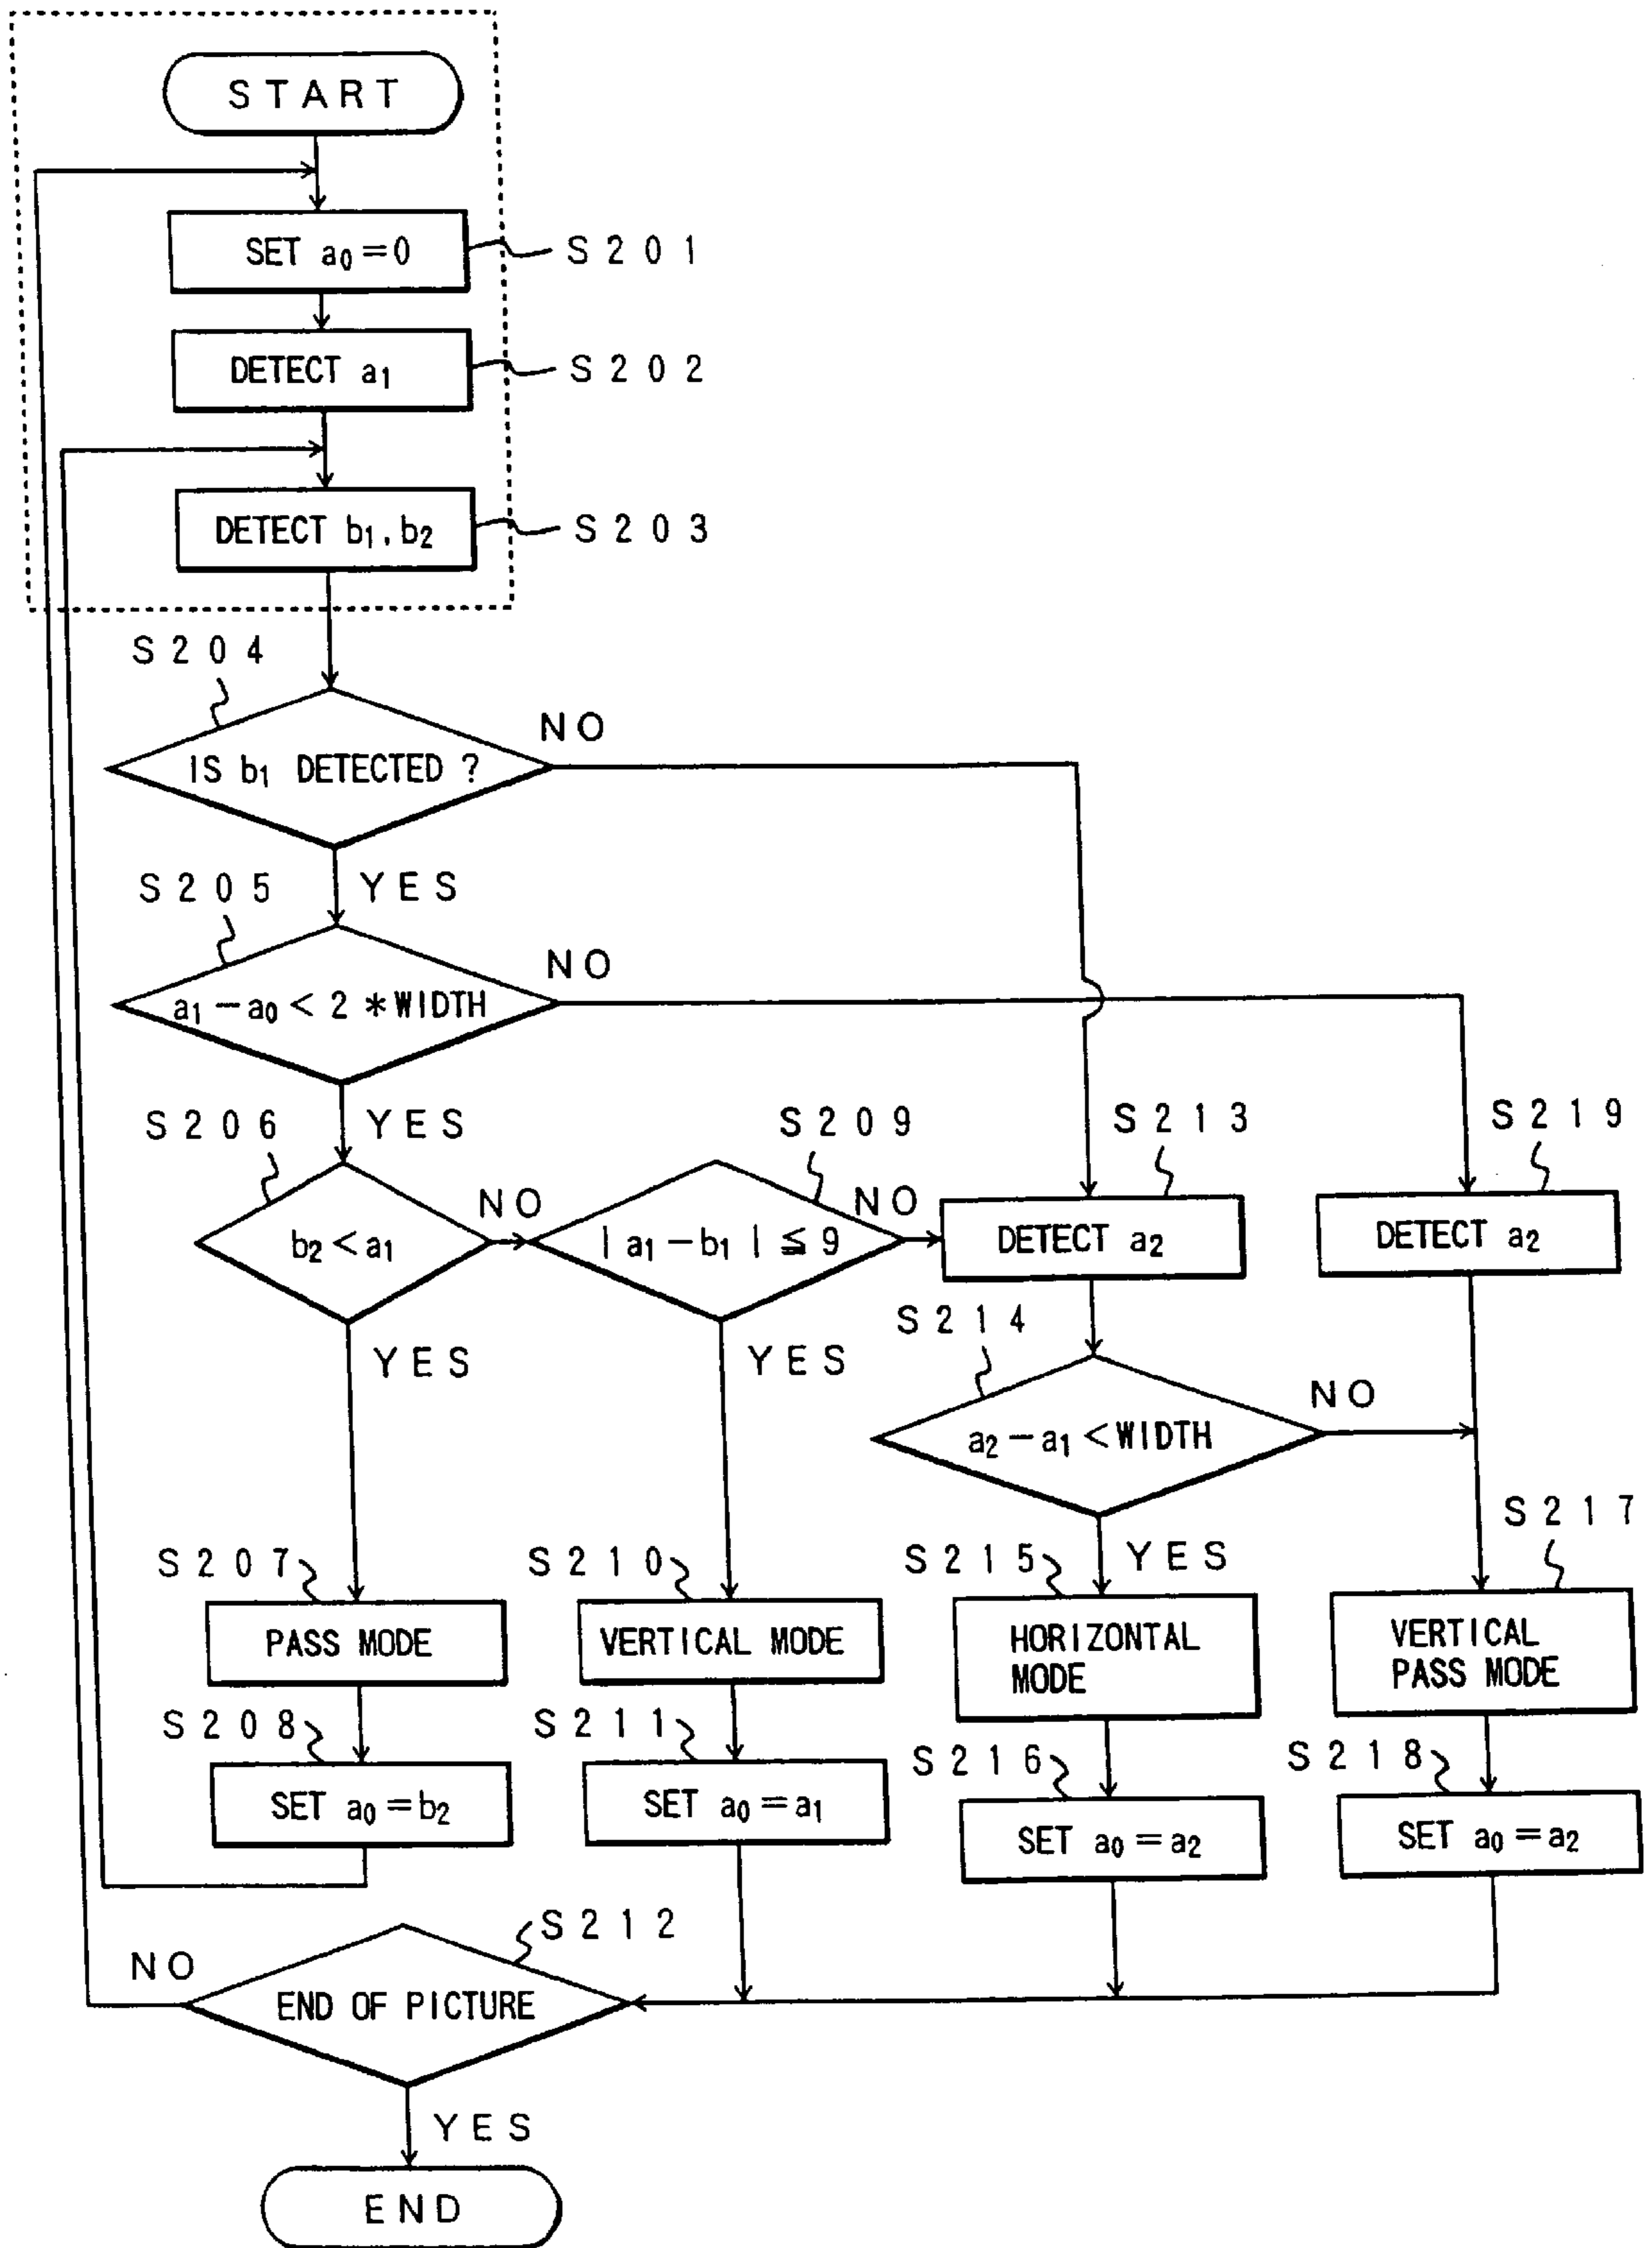 START
SET a₀=0
S201
DETECT a₁
S202
DETECT b₁, b₂
S203
S204
IS b₁ DETECTED ?
NO
YES
S205
a₁−a₀ < 2 *WIDTH
NO
YES
S206
b₂ < a₁
NO
YES
S209
| a₁−b₁ | ≦ 9
NO
YES
S213
DETECT a₂
S219
DETECT a₂
S214
a₂−a₁ < WIDTH
NO
YES
S207
PASS MODE
S210
VERTICAL MODE
S215
HORIZONTAL
MODE
S217
VERTICAL
PASS MODE
S208
SET a₀=b₂
S211
SET a₀=a₁
S216
SET a₀=a₂
S218
SET a₀=a₂
S212
END OF PICTURE
NO
YES
END